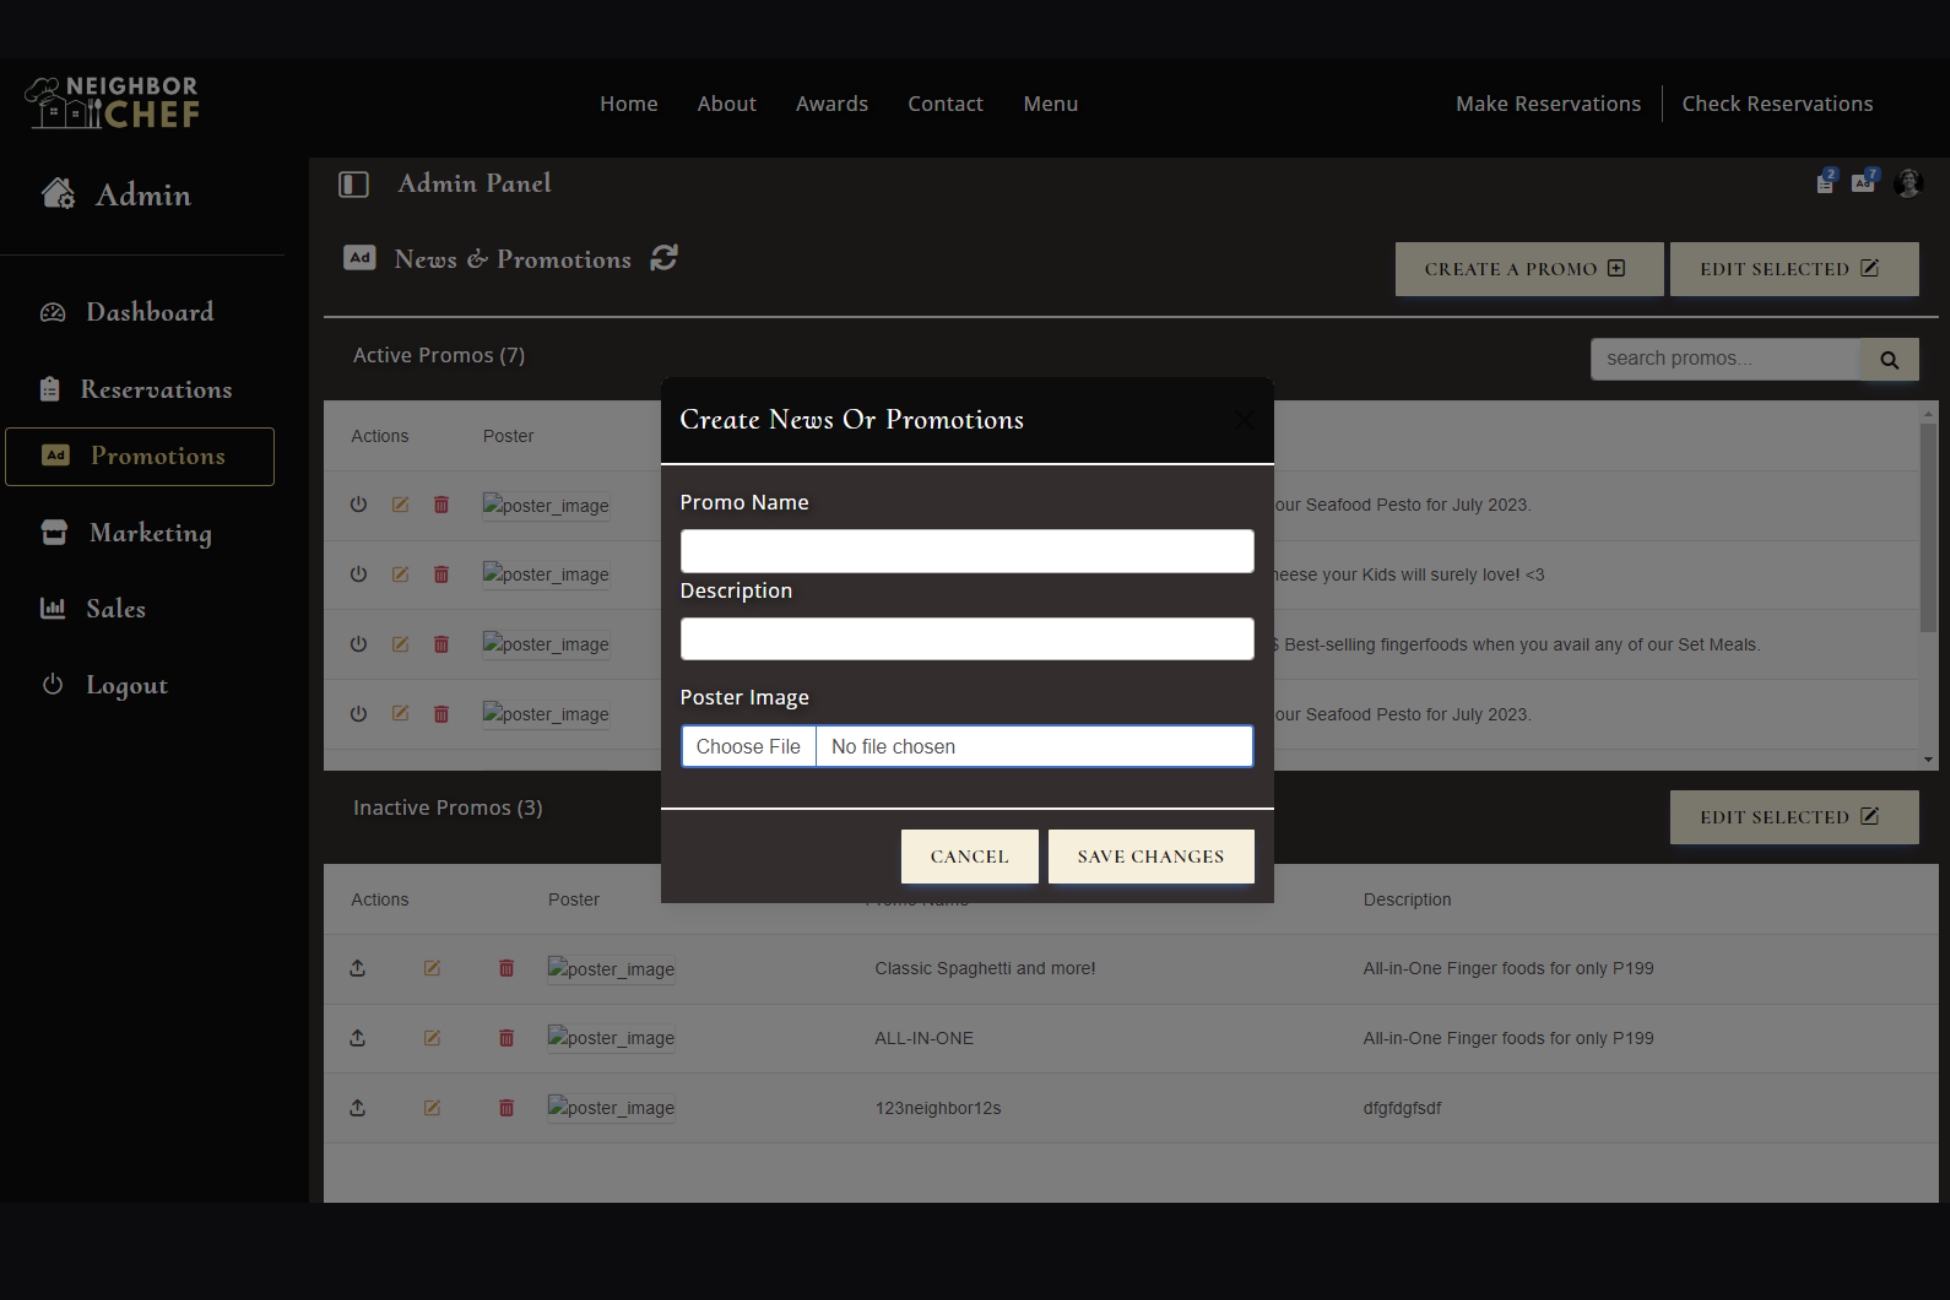 NEIGHBOR
CHEF
Home About Awards Contact Menu
Make Reservations Check Reservations
Admin
Admin Panel
2 7
Ad
Ad News & Promotions
CREATE A PROMO EDIT SELECTED
Dashboard
Active Promos (7)
search promos...
Reservations
Create News Or Promotions
Actions Poster
Ad Promotions
Promo Name
poster_image our Seafood Pesto for July 2023.
Marketing
poster_image heese your Kids will surely love! <3
Description
Sales
poster_image Best-selling fingerfoods when you avail any of our Set Meals.
Logout
Poster Image
poster_image our Seafood Pesto for July 2023.
Choose File No file chosen
Inactive Promos (3)
EDIT SELECTED
CANCEL SAVE CHANGES
Actions Poster Promo Name Description
poster_image Classic Spaghetti and more! All-in-One Finger foods for only P199
poster_image ALL-IN-ONE All-in-One Finger foods for only P199
poster_image 123neighbor12s dfgfdgfsdf